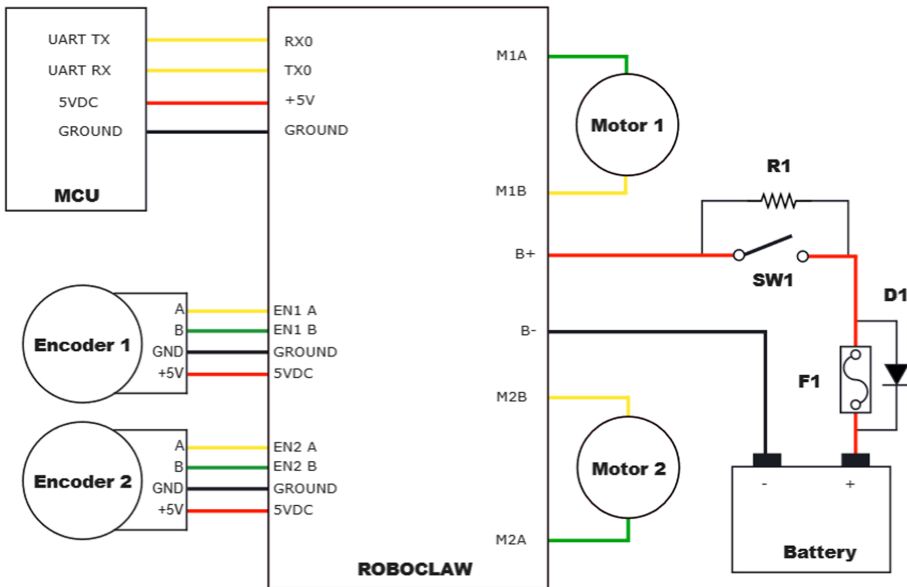 UART TX
UART RX
5VDC
GROUND
MCU
RX0
TX0
+5V
GROUND
M1A
Motor 1
M1B
R1
B+
SW1
D1
B-
F1
A
B
GND
+5V
Encoder 1
EN1 A
EN1 B
GROUND
5VDC
M2B
Motor 2
M2A
A
B
GND
+5V
Encoder 2
EN2 A
EN2 B
GROUND
5VDC
- +
Battery
ROBOCLAW